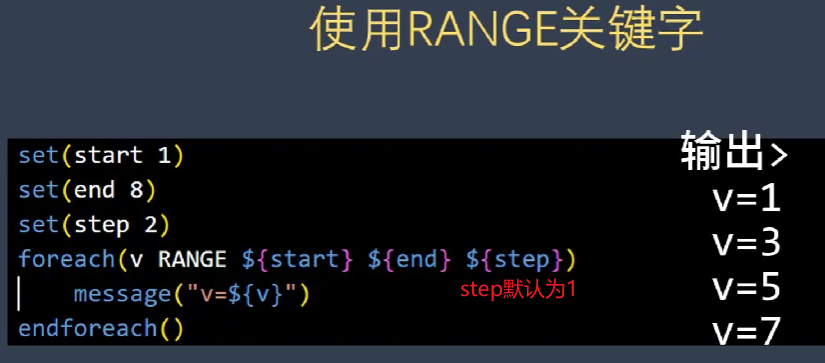 使用RANGE关键字
set(start 1)
set(end 8)
set(step 2)
foreach(v RANGE ${start} ${end} ${step})
message("v=${v}")
endforeach()
step默认为1
输出>
v=1
v=3
v=5
v=7